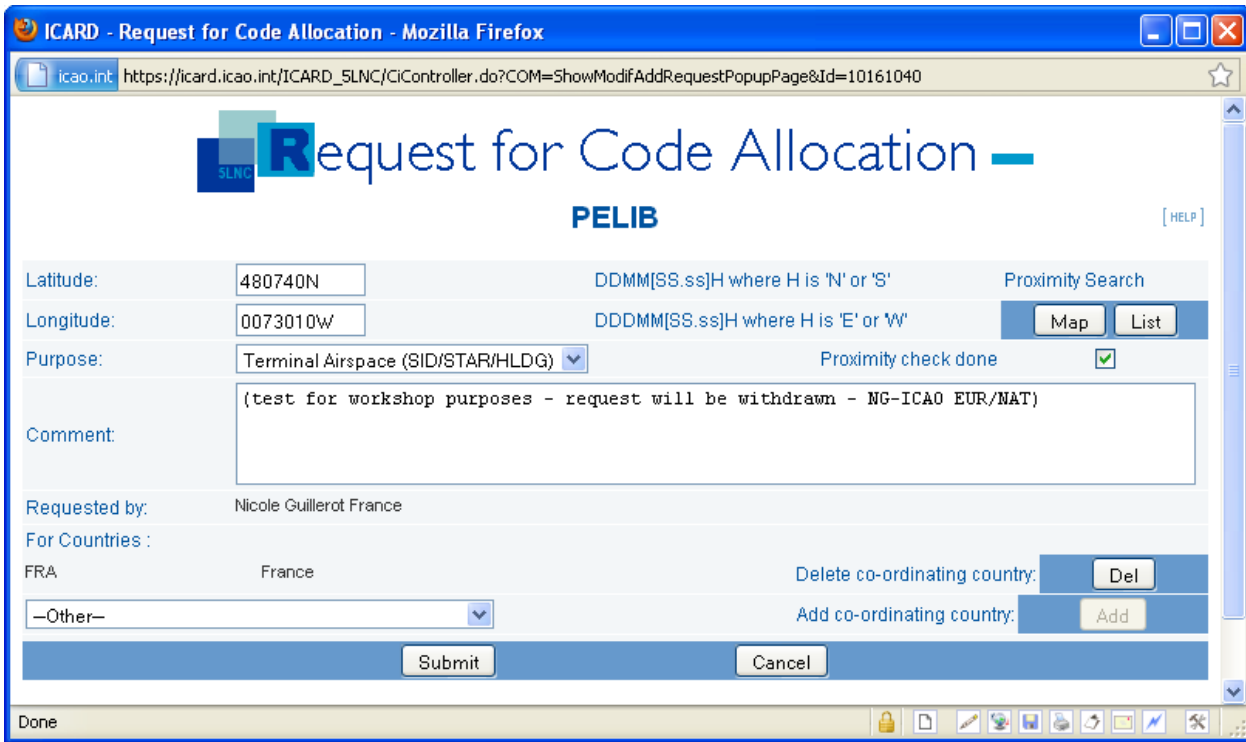 ICARD - Request for Code Allocation - Mozilla Firefox
icao.int https://icard.icao.int/ICARD_5LNC/CiController.do?COM=ShowModifAddRequestPopupPage&Id=10161040
5LNC Request for Code Allocation
PELIB [HELP]
Latitude: 480740N DDMM[SS.ss]H where H is 'N' or 'S' Proximity Search
Longitude: 0073010W DDDMM[SS.ss]H where H is 'E' or 'W' Map List
Purpose: Terminal Airspace (SID/STAR/HLDG) Proximity check done
(test for workshop purposes - request will be withdrawn - NG-ICAO EUR/NAT)
Comment:
Requested by: Nicole Guillerot France
For Countries :
FRA France Delete co-ordinating country: Del
—Other— Add co-ordinating country: Add
Submit Cancel
Done